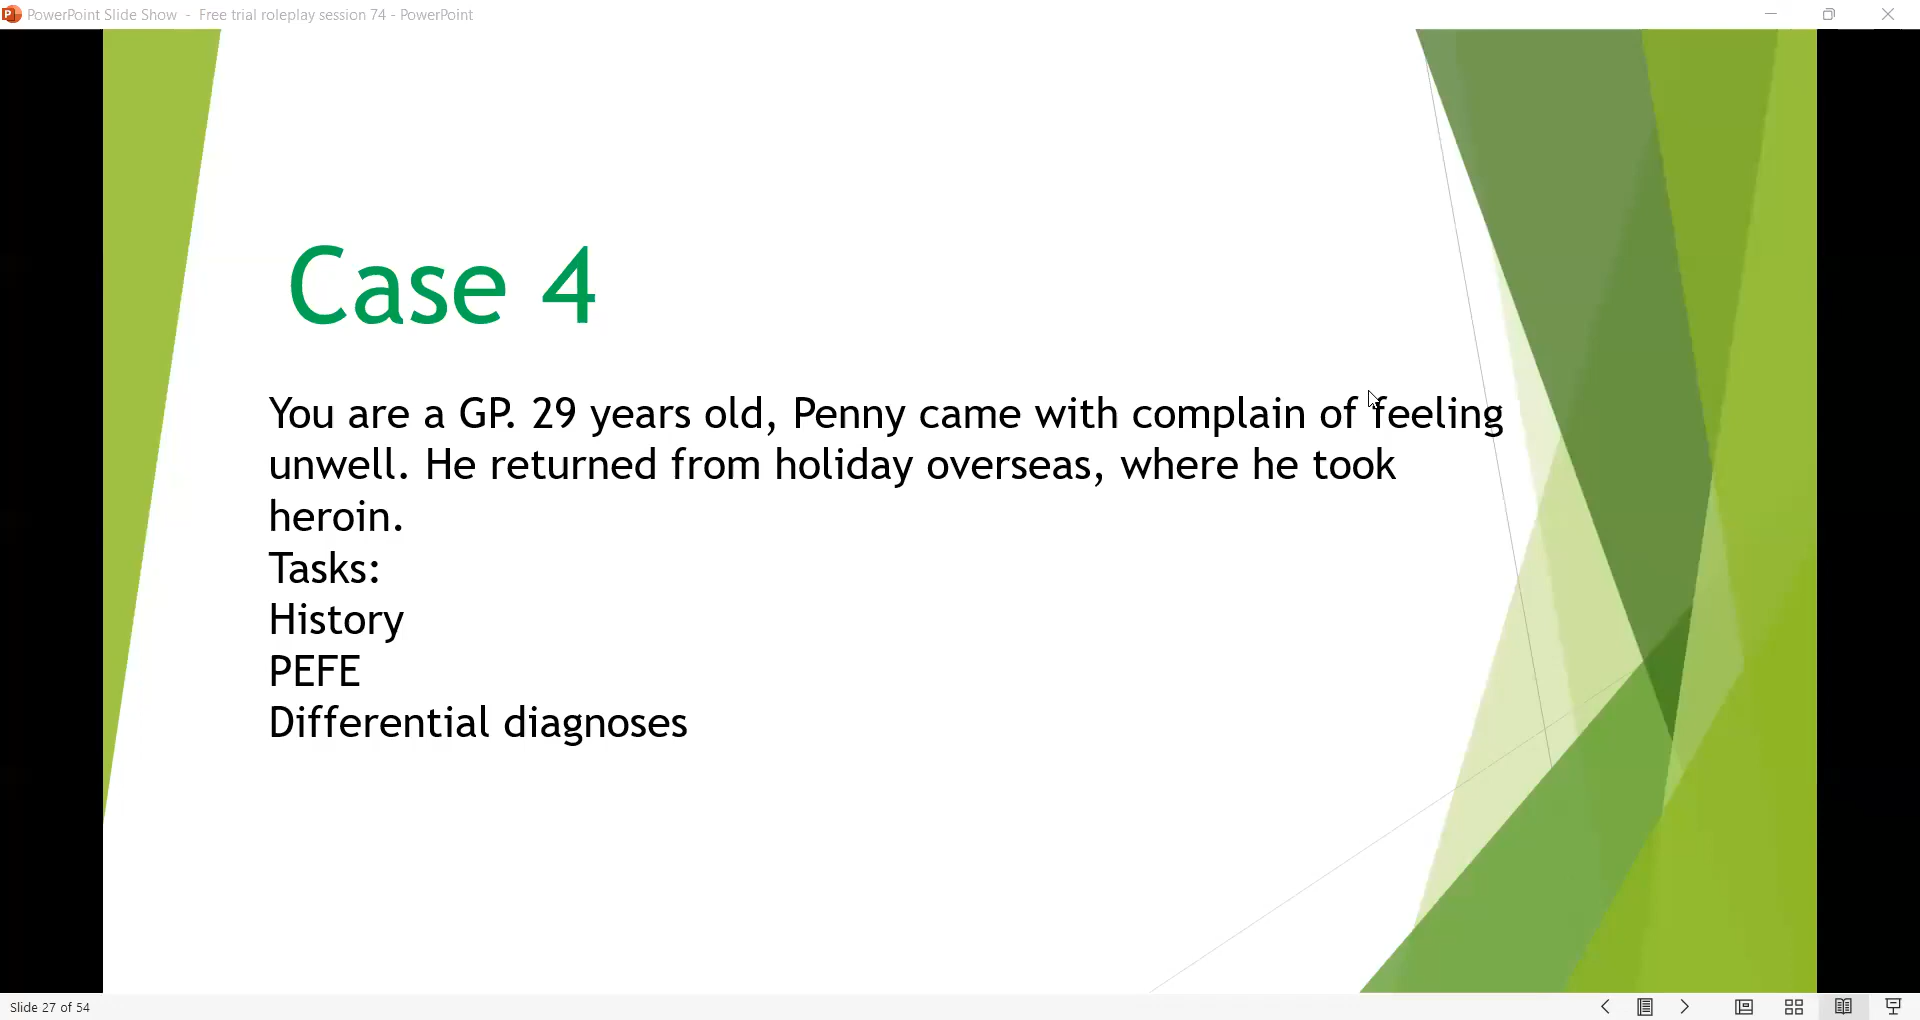 PowerPoint Slide Show - Free trial roleplay session 74 - PowerPoint
Case 4
You are a GP. 29 years old, Penny came with complain of feeling
unwell. He returned from holiday overseas, where he took
heroin.
Tasks:
History
PEFE
Differential diagnoses
Slide 27 of 54